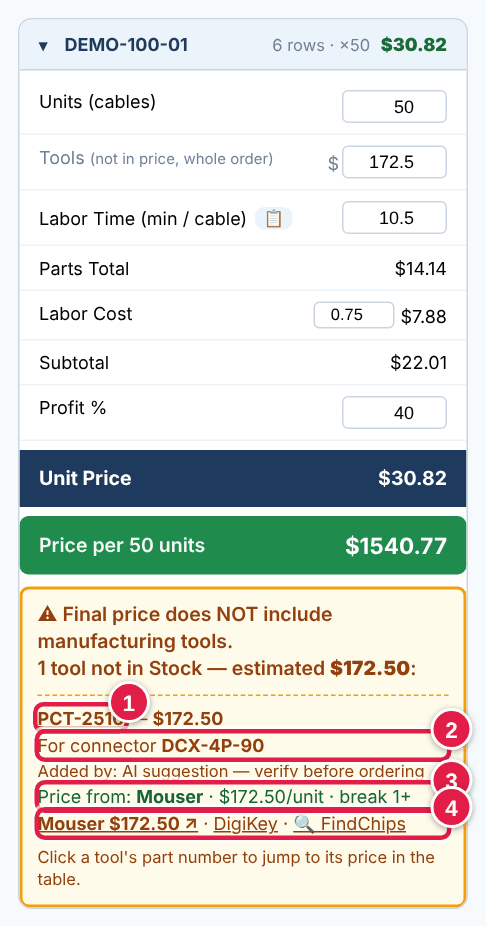 ▼ DEMO-100-01 6 rows · ×50 $30.82
Units (cables) 50
Tools (not in price, whole order) $ 172.5
Labor Time (min / cable) 📋 10.5
Parts Total $14.14
Labor Cost 0.75 $7.88
Subtotal $22.01
Profit % 40
Unit Price $30.82
Price per 50 units $1540.77
⚠ Final price does NOT include
manufacturing tools.
1 tool not in Stock — estimated $172.50:
1
— $172.50
2
For connector DCX-4P-90
Added by: AI suggestion — verify before ordering
3
Price from: Mouser · $172.50/unit · break 1+
4
Mouser $172.50 ↗ · DigiKey · 🔍 FindChips
Click a tool's part number to jump to its price in the
table.